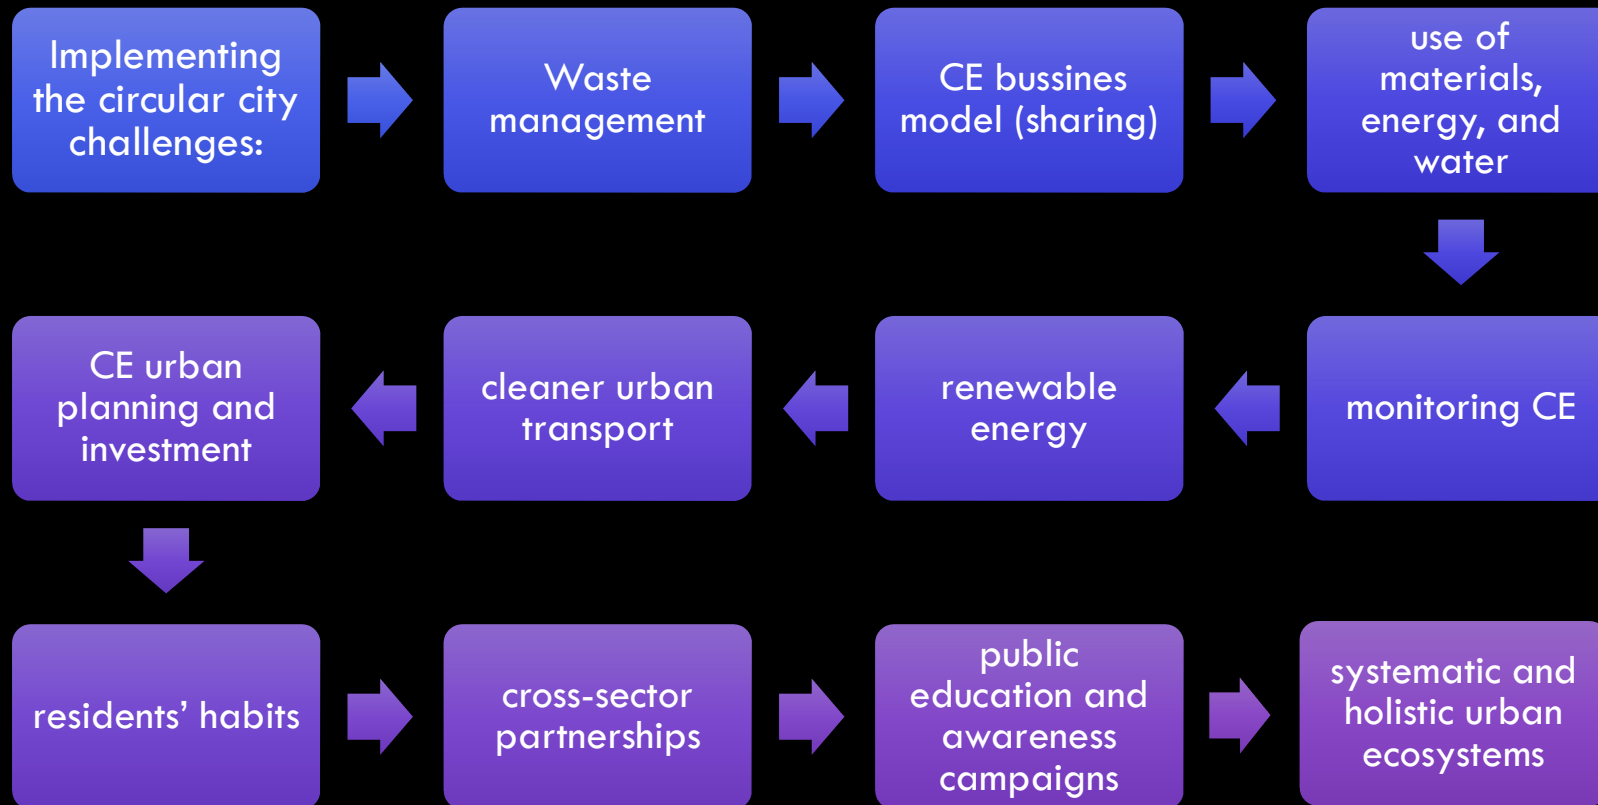 Implementing
the circular city
challenges:
Waste
management
CE bussines
model (sharing)
use of
materials,
energy, and
water
monitoring CE
renewable
energy
cleaner urban
transport
CE urban
planning and
investment
residents’ habits
cross-sector
partnerships
public
education and
awareness
campaigns
systematic and
holistic urban
ecosystems